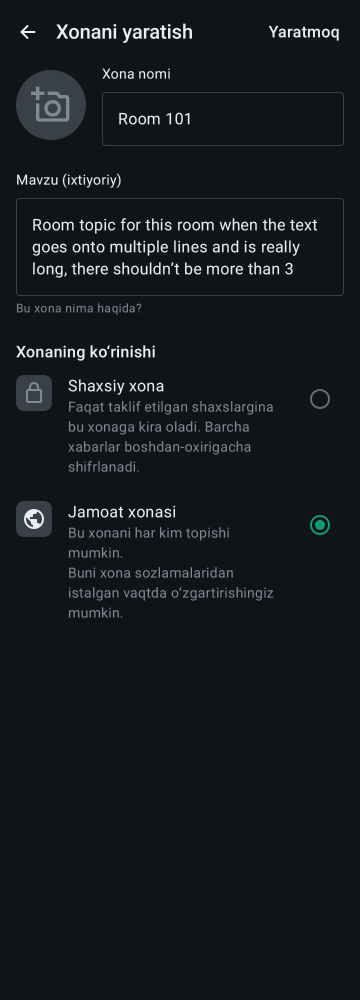 Xonani yaratish
Yaratmoq
Xona nomi
Room 101
Mavzu (ixtiyoriy)
Room topic for this room when the text
goes onto multiple lines and is really
long, there shouldn’t be more than 3
Bu xona nima haqida?
Xonaning ko‘rinishi
Shaxsiy xona
Faqat taklif etilgan shaxslargina
bu xonaga kira oladi. Barcha
xabarlar boshdan-oxirigacha
shifrlanadi.
Jamoat xonasi
Bu xonani har kim topishi
mumkin.
Buni xona sozlamalaridan
istalgan vaqtda o‘zgartirishingiz
mumkin.